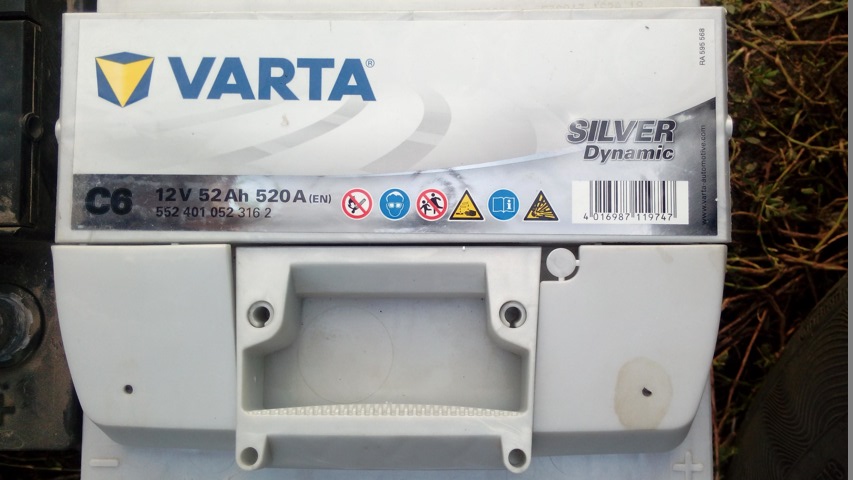 VARTA®
RA 595 568
SILVER
Dynamic
C6
12V 52Ah 520A (EN)
552 401 052 316 2
4 016987 119747
www.varta-automotive.com
- +
+